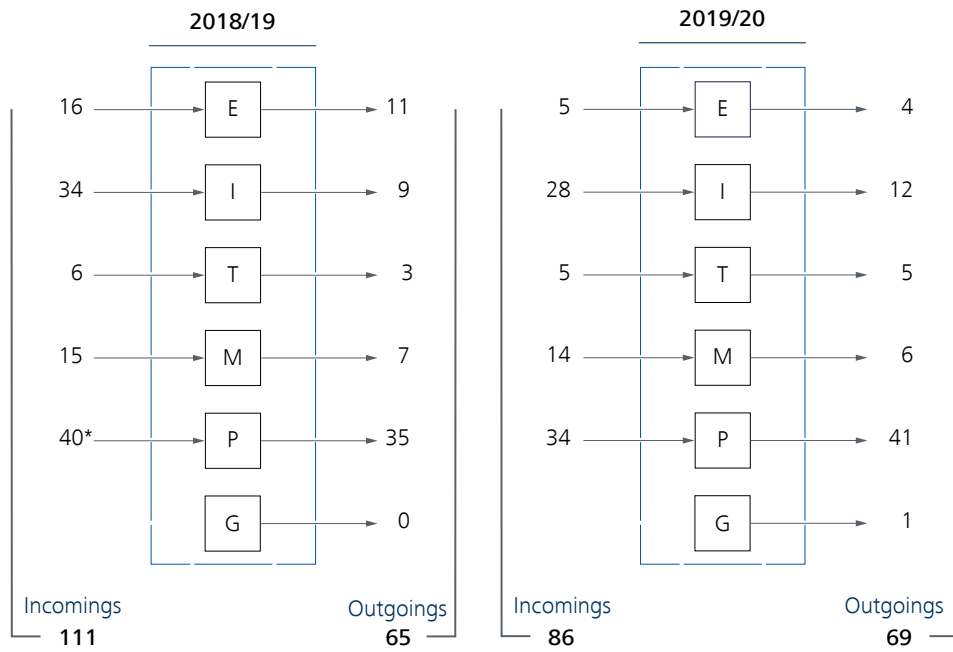 2018/19 2019/20
16 E 11 5 E 4
34 I 9 28 I 12
6 T 3 5 T 5
15 M 7 14 M 6
40* P 35 34 P 41
G 0 G 1
Incomings Outgoings Incomings Outgoings
111 65 86 69